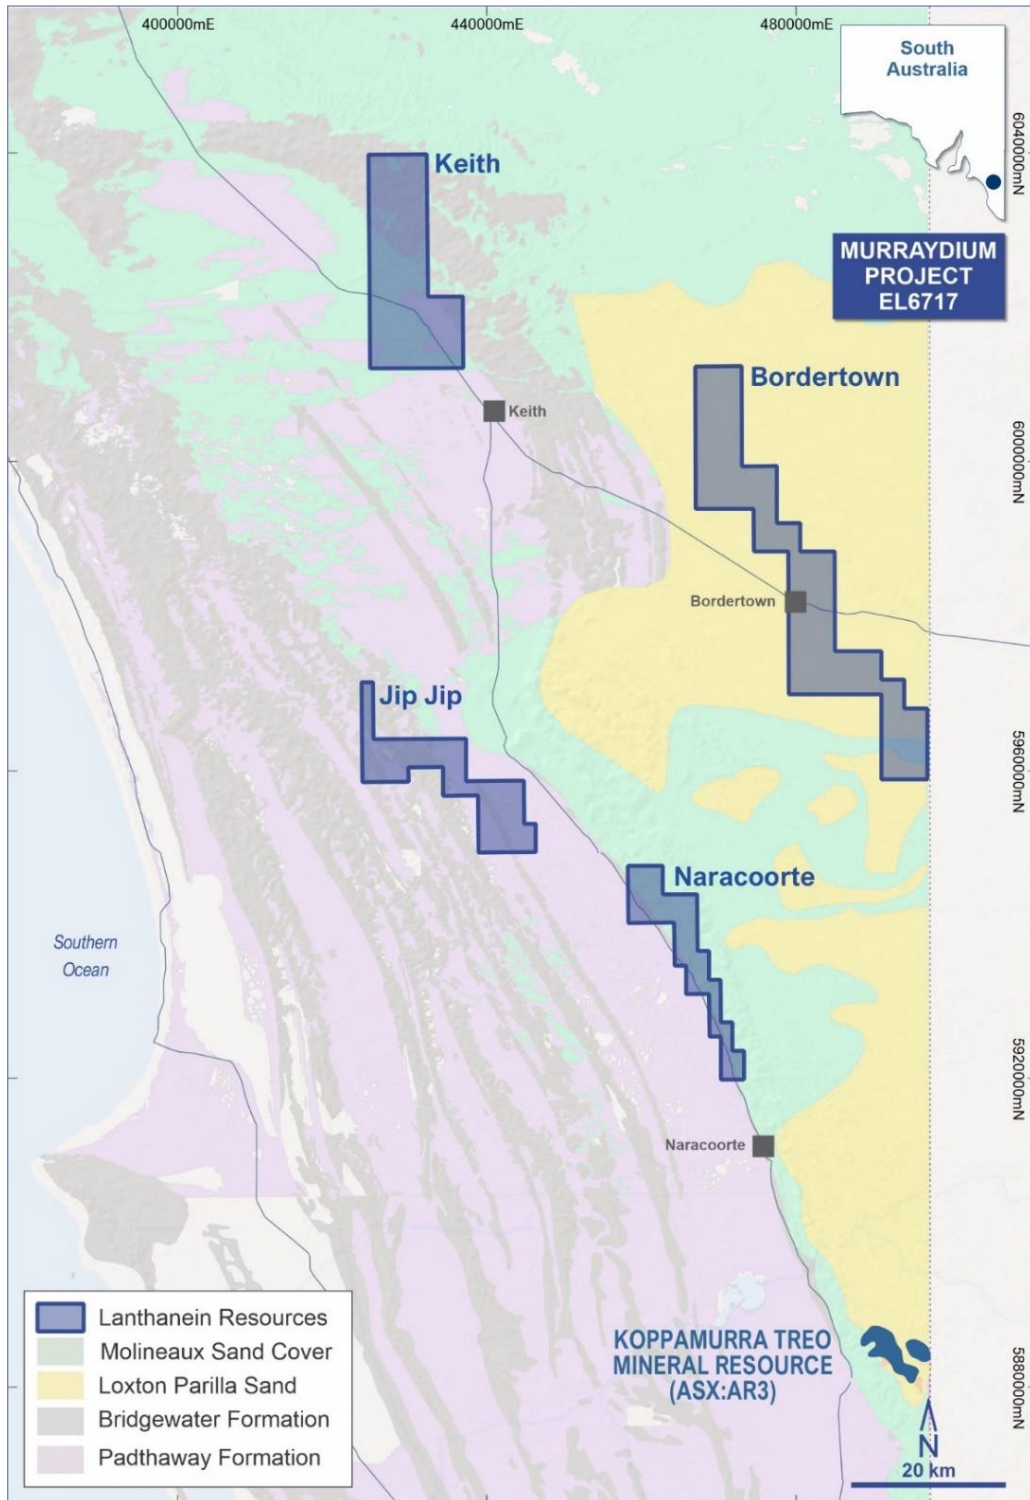 400000mE
440000mE
480000mE
South
Australia
6040000mN
Keith
MURRAYDIUM
PROJECT
EL6717
Bordertown
Keith
6000000mN
Bordertown
Jip Jip
5960000mN
Naracoorte
Southern
Ocean
5920000mN
Naracoorte
KOPPAMURRA TREO
MINERAL RESOURCE
(ASX:AR3)
5880000mN
Lanthanein Resources
Molineaux Sand Cover
Loxton Parilla Sand
Bridgewater Formation
Padthaway Formation
N
20 km